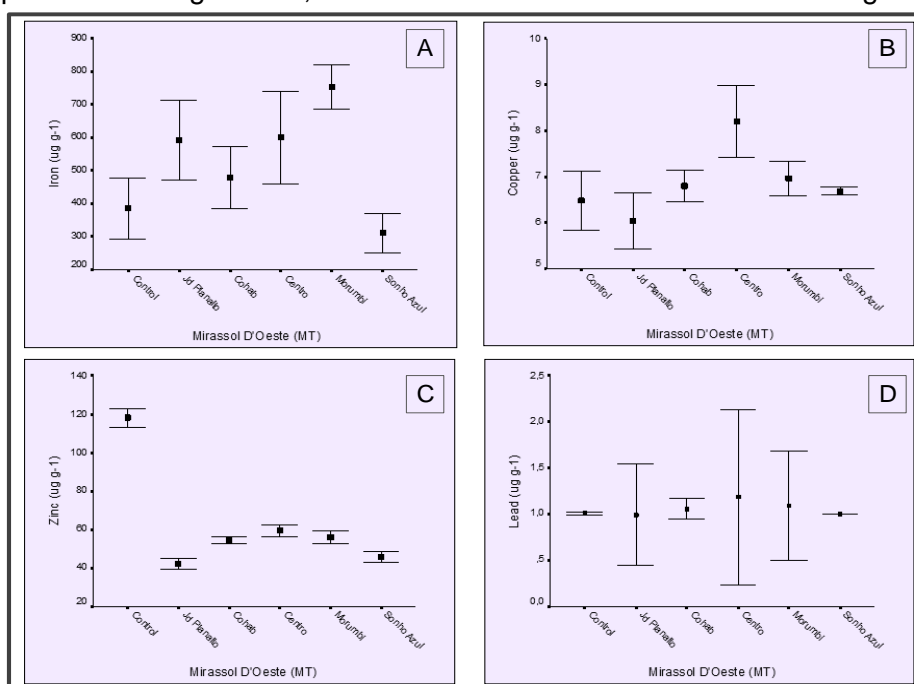 A
900
800
700
600
500
400
300
200
Iron (ug g-1)
Control
Jd Planalto
Cohab
Centro
Morumbi
Sonho Azul
Mirassol D'Oeste (MT)
B
10
9
8
7
6
5
Copper (ug g-1)
Control
Jd Planalto
Cohab
Centro
Morumbi
Sonho Azul
Mirassol D'Oeste (MT)
C
140
120
100
80
60
40
20
Zinc (ug g-1)
Control
Jd Planalto
Cohab
Centro
Morumbi
Sonho Azul
Mirassol D'Oeste (MT)
D
2,5
2,0
1,5
1,0
,5
0,0
Lead (ug g-1)
Control
Jd Planalto
Cohab
Centro
Morumbi
Sonho Azul
Mirassol D'Oeste (MT)